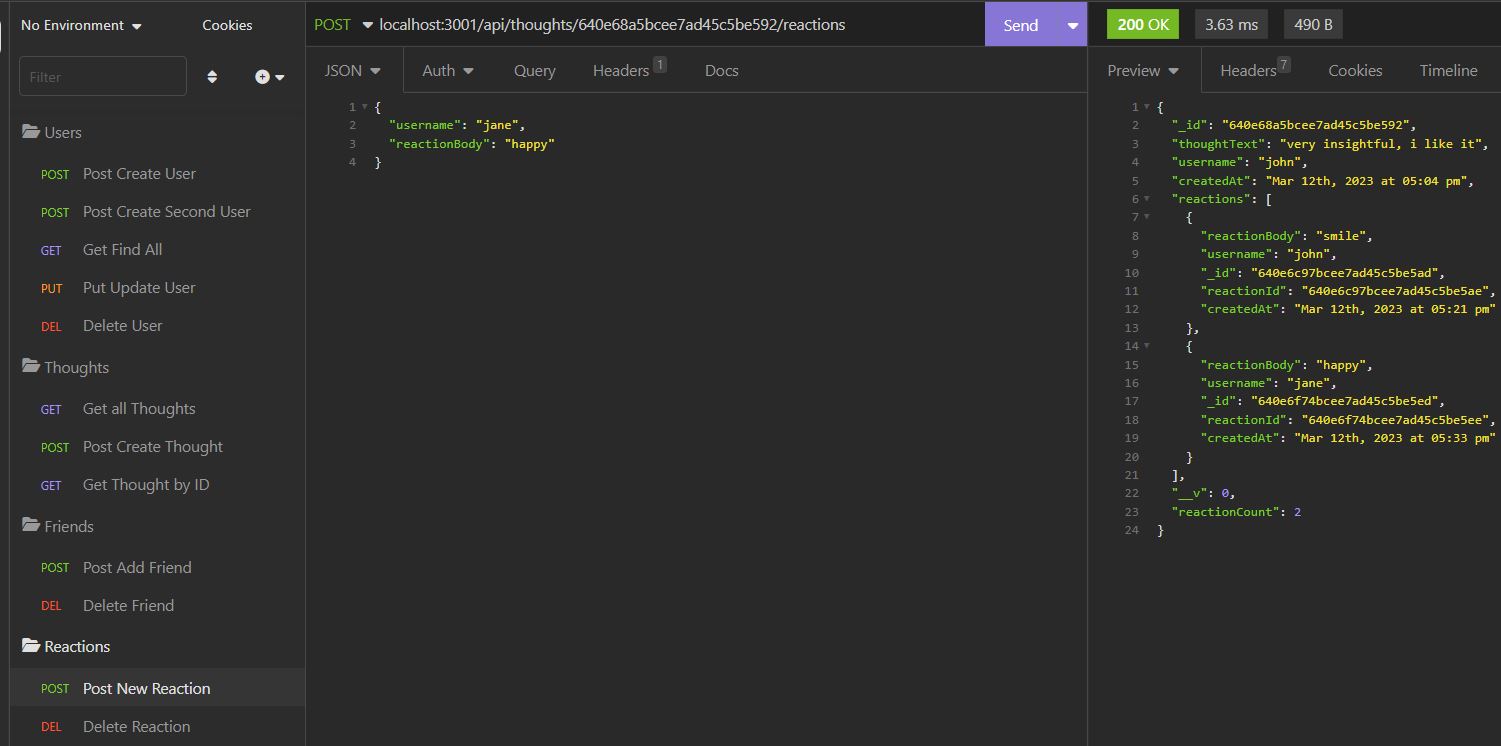 No Environment
Cookies
Filter
Users
POST Post Create User
POST Post Create Second User
GET Get Find All
PUT Put Update User
DEL Delete User
Thoughts
GET Get all Thoughts
POST Post Create Thought
GET Get Thought by ID
Friends
POST Post Add Friend
DEL Delete Friend
Reactions
POST Post New Reaction
DEL Delete Reaction
POST localhost:3001/api/thoughts/640e68a5bcee7ad45c5be592/reactions Send
JSON Auth Query Headers 1 Docs
1 {
2 "username": "jane",
3 "reactionBody": "happy"
4 }
200 OK 3.63 ms 490 B
Preview Headers 7 Cookies Timeline
1 {
2 "_id": "640e68a5bcee7ad45c5be592",
3 "thoughtText": "very insightful, i like it",
4 "username": "john",
5 "createdAt": "Mar 12th, 2023 at 05:04 pm",
6 "reactions": [
7 {
8 "reactionBody": "smile",
9 "username": "john",
10 "_id": "640e6c97bcee7ad45c5be5ad",
11 "reactionId": "640e6c97bcee7ad45c5be5ae",
12 "createdAt": "Mar 12th, 2023 at 05:21 pm"
13 },
14 {
15 "reactionBody": "happy",
16 "username": "jane",
17 "_id": "640e6f74bcee7ad45c5be5ed",
18 "reactionId": "640e6f74bcee7ad45c5be5ee",
19 "createdAt": "Mar 12th, 2023 at 05:33 pm"
20 }
21 ],
22 "__v": 0,
23 "reactionCount": 2
24 }